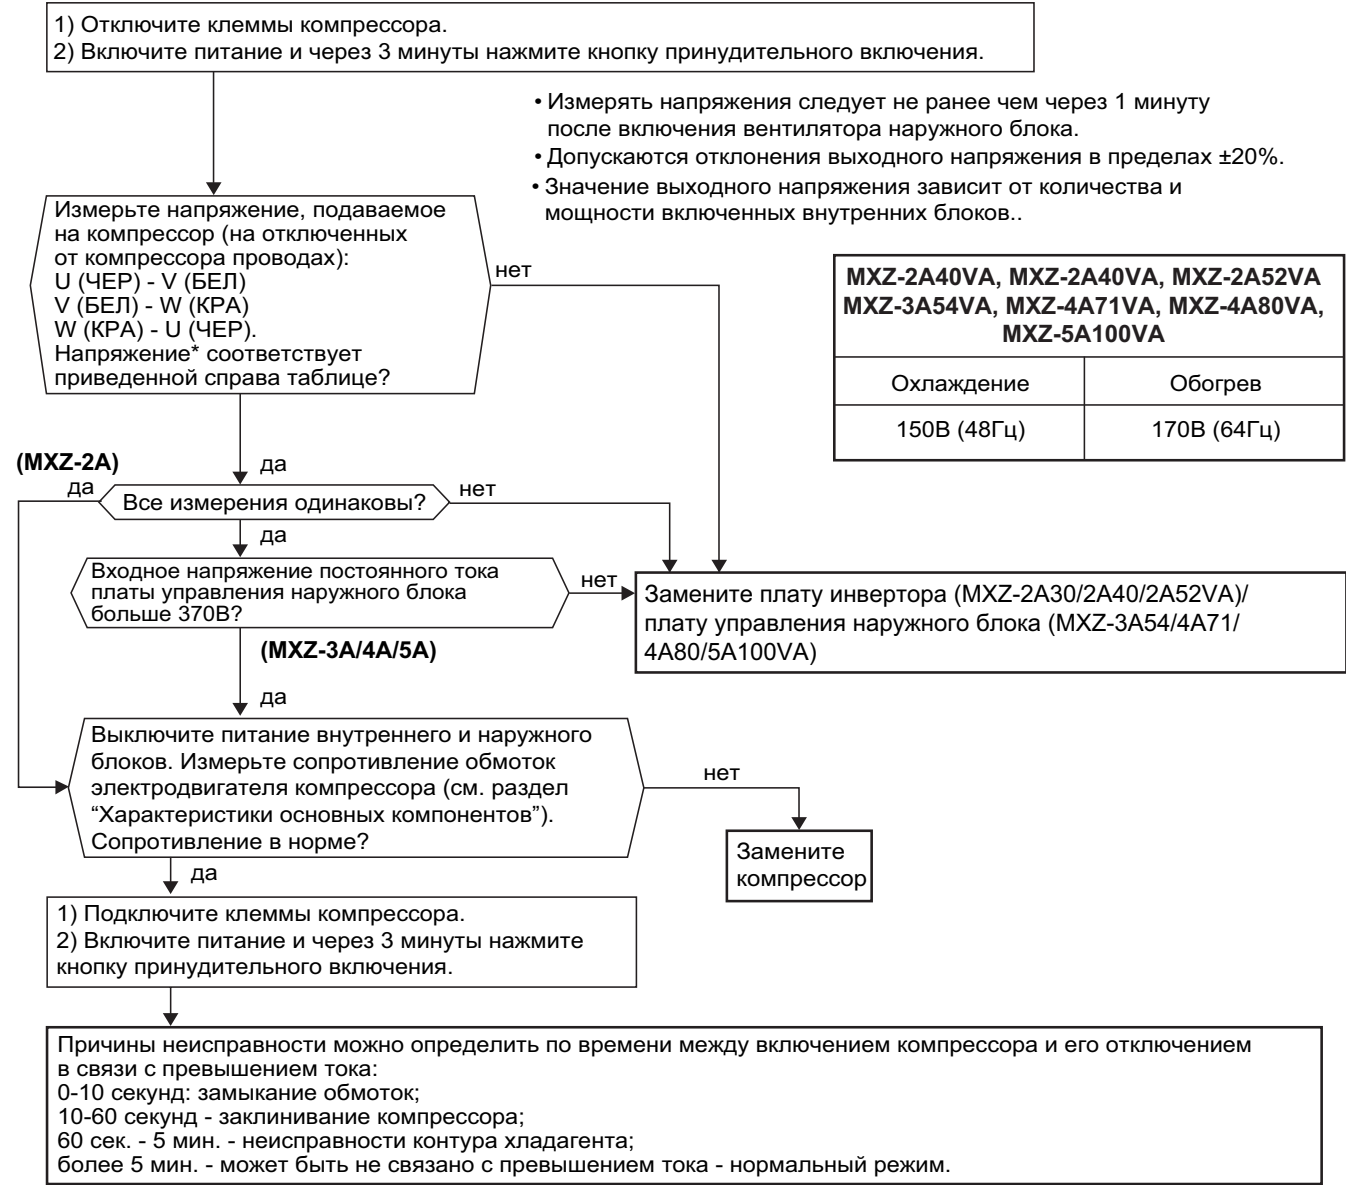 1) Отключите клеммы компрессора.
2) Включите питание и через 3 минуты нажмите кнопку принудительного включения.
• Измерять напряжения следует не ранее чем через 1 минуту
после включения вентилятора наружного блока.
• Допускаются отклонения выходного напряжения в пределах ±20%.
• Значение выходного напряжения зависит от количества и
мощности включенных внутренних блоков..
Измерьте напряжение, подаваемое
на компрессор (на отключенных
от компрессора проводах):
U (ЧЕР) - V (БЕЛ)
V (БЕЛ) - W (КРА)
W (КРА) - U (ЧЕР).
Напряжение* соответствует
приведенной справа таблице?
нет
MXZ-2A40VA, MXZ-2A40VA, MXZ-2A52VA
MXZ-3A54VA, MXZ-4A71VA, MXZ-4A80VA,
MXZ-5A100VA
Охлаждение
Обогрев
150В (48Гц)
170В (64Гц)
(MXZ-2A)
да
да
Все измерения одинаковы?
нет
да
Входное напряжение постоянного тока
платы управления наружного блока
больше 370В?
нет
Замените плату инвертора (MXZ-2A30/2A40/2A52VA)/
плату управления наружного блока (MXZ-3A54/4A71/
4A80/5A100VA)
(MXZ-3A/4A/5A)
да
Выключите питание внутреннего и наружного
блоков. Измерьте сопротивление обмоток
электродвигателя компрессора (см. раздел
“Характеристики основных компонентов”).
Сопротивление в норме?
нет
Замените
компрессор
да
1) Подключите клеммы компрессора.
2) Включите питание и через 3 минуты нажмите
кнопку принудительного включения.
Причины неисправности можно определить по времени между включением компрессора и его отключением
в связи с превышением тока:
0-10 секунд: замыкание обмоток;
10-60 секунд - заклинивание компрессора;
60 сек. - 5 мин. - неисправности контура хладагента;
более 5 мин. - может быть не связано с превышением тока - нормальный режим.